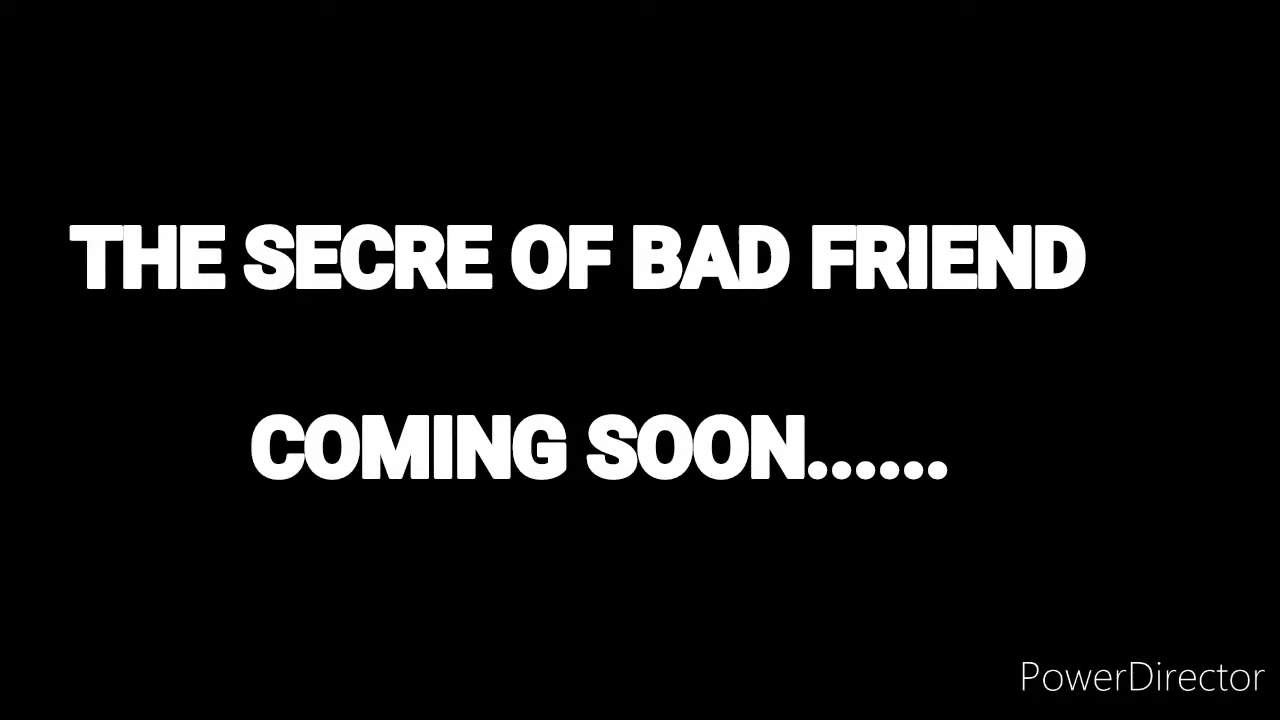 THE SECRE OF BAD FRIEND
COMING SOON......
PowerDirector